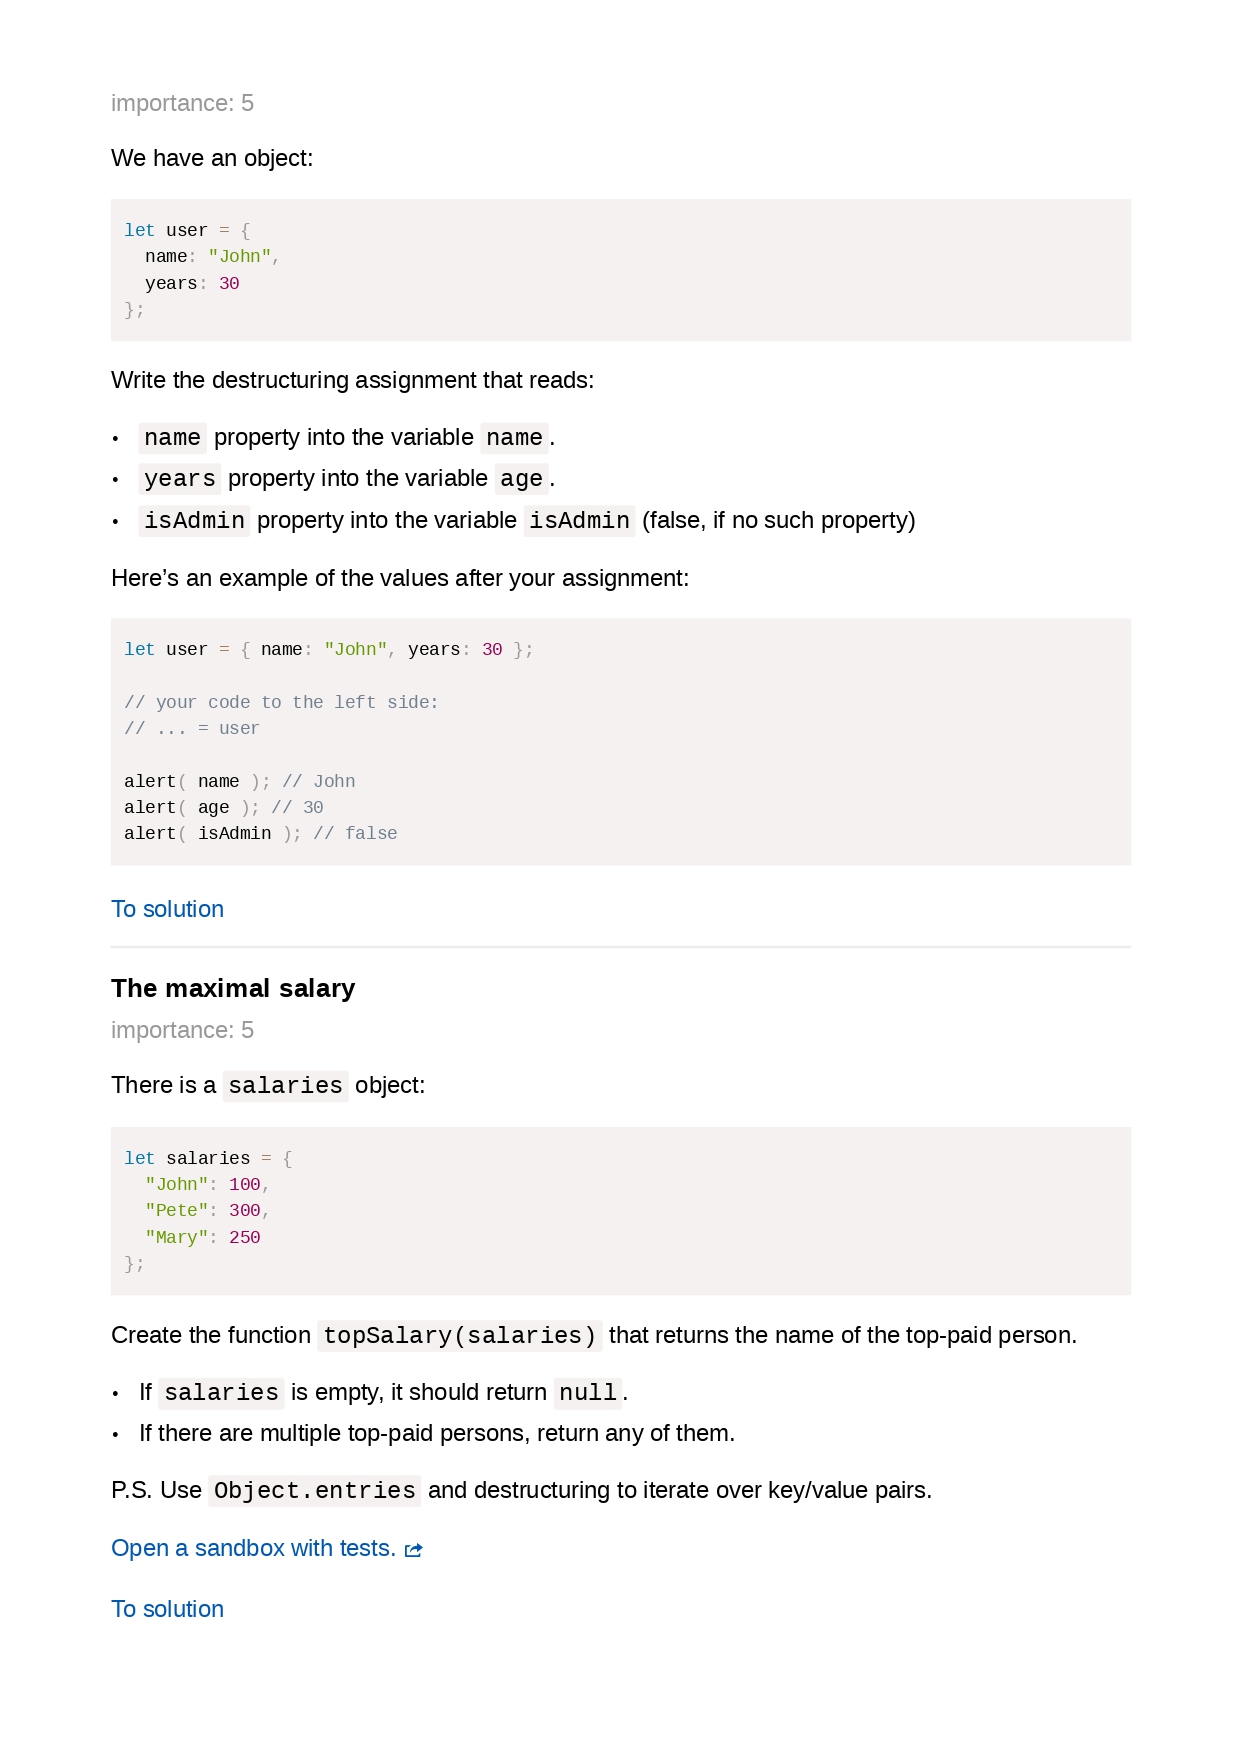 importance: 5
We have an object:
let user = {
  name: "John",
  years: 30
};
Write the destructuring assignment that reads:
• name property into the variable name.
• years property into the variable age.
• isAdmin property into the variable isAdmin (false, if no such property)
Here’s an example of the values after your assignment:
let user = { name: "John", years: 30 };
// your code to the left side:
// ... = user
alert( name ); // John
alert( age ); // 30
alert( isAdmin ); // false
To solution
The maximal salary
importance: 5
There is a salaries object:
let salaries = {
  "John": 100,
  "Pete": 300,
  "Mary": 250
};
Create the function topSalary(salaries) that returns the name of the top-paid person.
• If salaries is empty, it should return null.
• If there are multiple top-paid persons, return any of them.
P.S. Use Object.entries and destructuring to iterate over key/value pairs.
Open a sandbox with tests.
To solution